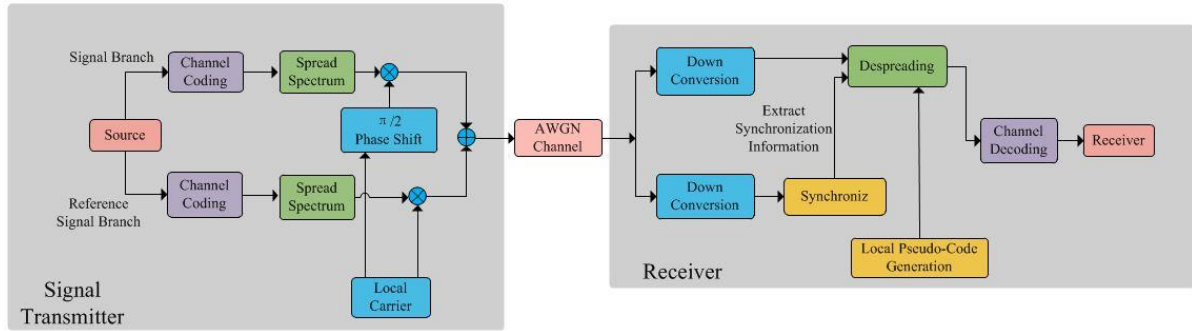 Signal Branch
Channel
Coding
Spread
Spectrum
π/2
Phase Shift
Source
Reference
Signal Branch
Channel
Coding
Spread
Spectrum
Local
Carrier
Signal
Transmitter
AWGN
Channel
Down
Conversion
Despreading
Extract
Synchronization
Information
Channel
Decoding
Receiver
Down
Conversion
Synchroniz
Local Pseudo-Code
Generation
Receiver